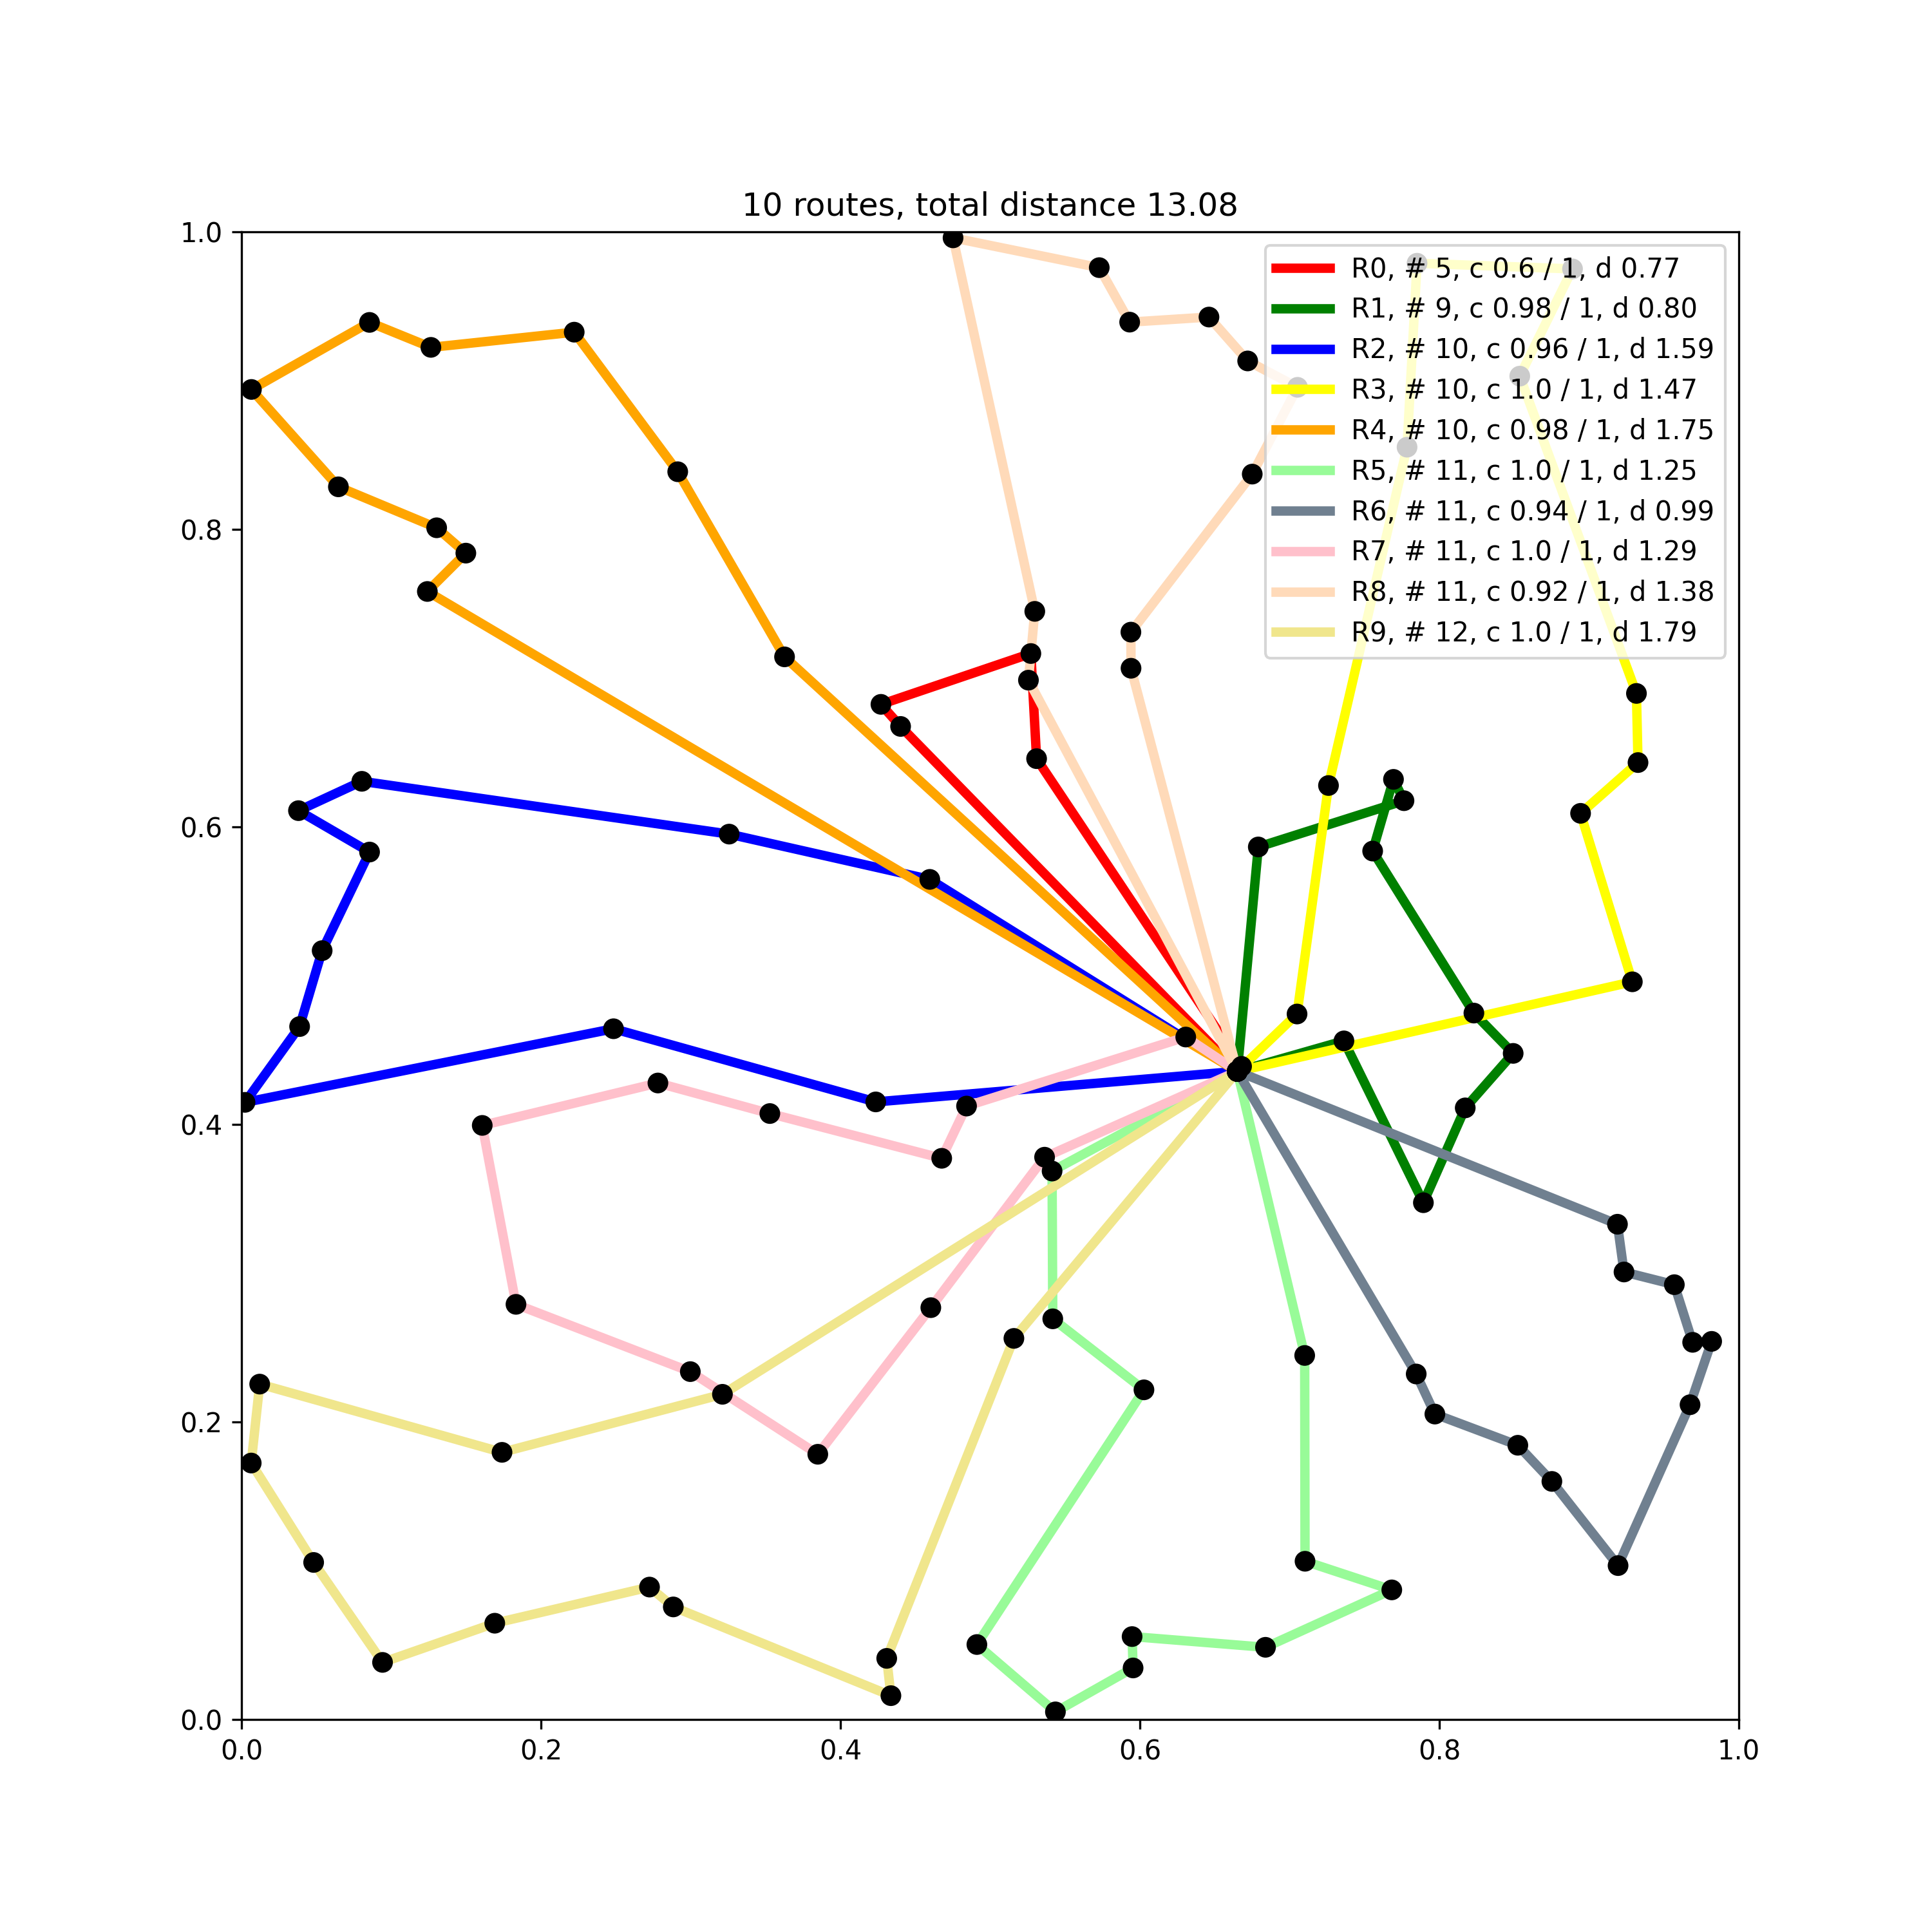 10 routes, total distance 13.08
1.0
R0, # 5, c 0.6 / 1, d 0.77
R1, # 9, c 0.98 / 1, d 0.80
R2, # 10, c 0.96 / 1, d 1.59
R3, # 10, c 1.0 / 1, d 1.47
R4, # 10, c 0.98 / 1, d 1.75
R5, # 11, c 1.0 / 1, d 1.25
R6, # 11, c 0.94 / 1, d 0.99
R7, # 11, c 1.0 / 1, d 1.29
R8, # 11, c 0.92 / 1, d 1.38
R9, # 12, c 1.0 / 1, d 1.79
0.8
0.6
0.4
0.2
0.0
0.0 0.2 0.4 0.6 0.8 1.0